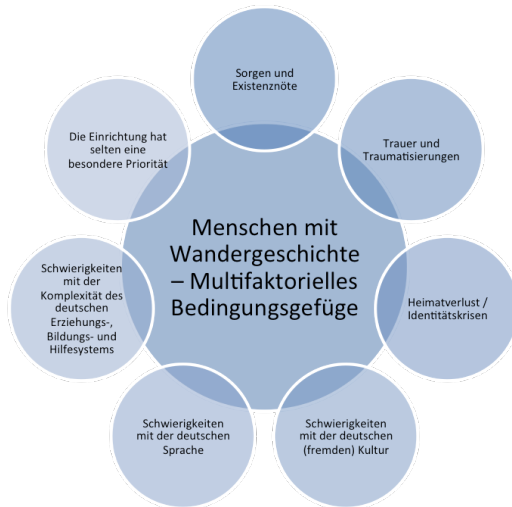 Sorgen und
Existenznöte
Trauer und
Traumatisierungen
Heimatverlust /
Identitätskrisen
Schwierigkeiten
mit der deutschen
(fremden) Kultur
Schwierigkeiten
mit der deutschen
Sprache
Schwierigkeiten
mit der
Komplexität des
deutschen
Erziehungs-,
Bildungs- und
Hilfesystems
Die Einrichtung hat
selten eine
besondere Priorität
Menschen mit
Wandergeschichte
– Multifaktorielles
Bedingungsgefüge